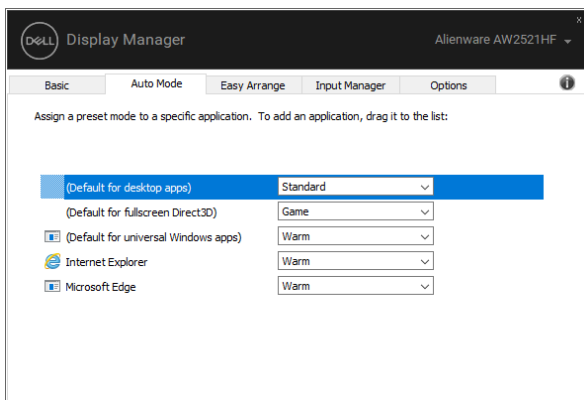 DELL Display Manager Alienware AW2521HF
x
Basic Auto Mode Easy Arrange Input Manager Options i
Assign a preset mode to a specific application. To add an application, drag it to the list:
(Default for desktop apps) Standard
(Default for fullscreen Direct3D) Game
(Default for universal Windows apps) Warm
Internet Explorer Warm
Microsoft Edge Warm